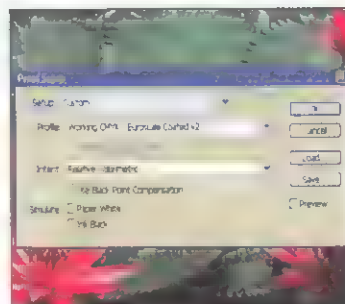 Proof Setup
Setup: Custom
Profile: Working CMYK - Euroscale Coated v2
Intent: Relative Colorimetric
Use Black Point Compensation
Simulate: Paper White
Ink Black
OK
Cancel
Load
Save
Preview